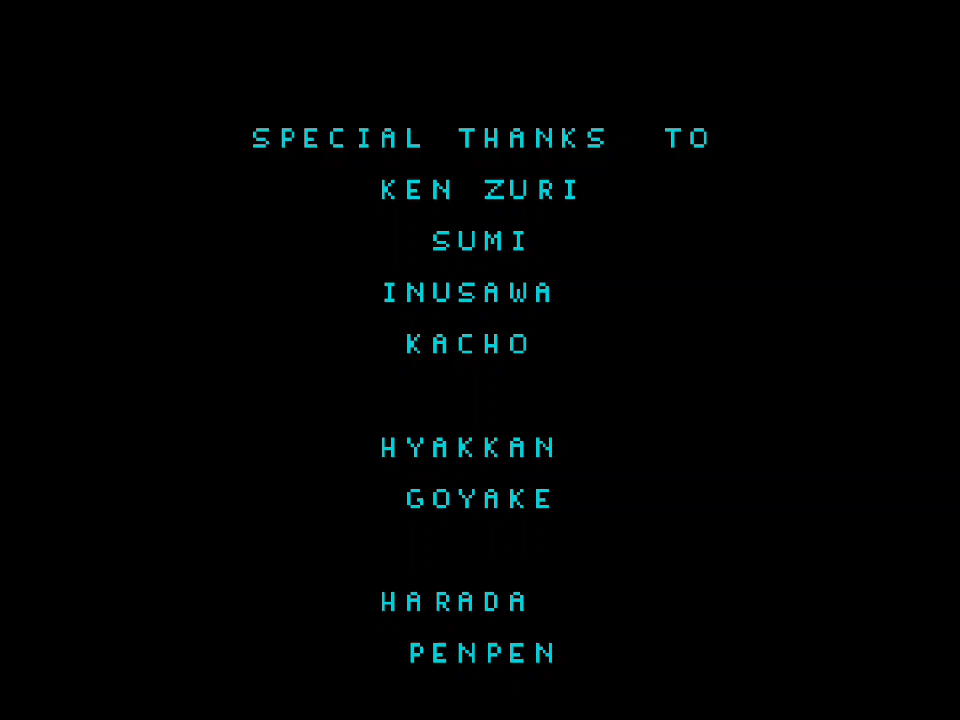 SPECIAL THANKS TO
KEN ZURI
SUMI
INUSAWA
KACHO
HYAKKAN
GOYAKE
HARADA
PENPEN